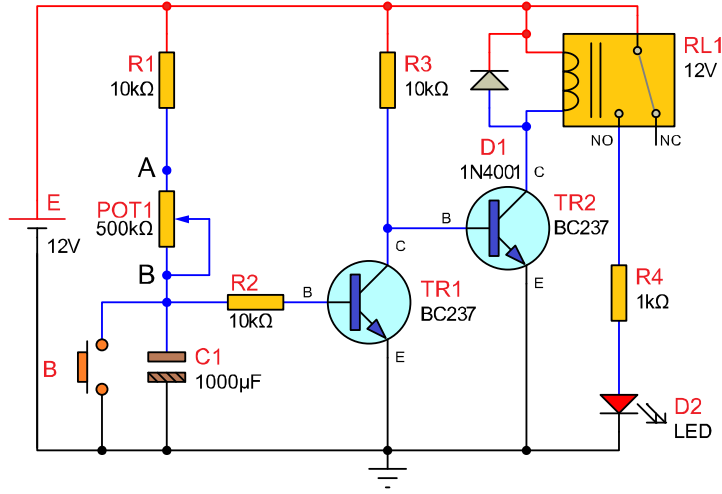 R1
10kΩ
R3
10kΩ
RL1
12V
NO
NC
A
D1
1N4001
C
E
12V
POT1
500kΩ
B
TR2
BC237
B
E
C
R2
10kΩ
B
TR1
BC237
E
R4
1kΩ
B
C1
1000µF
D2
LED